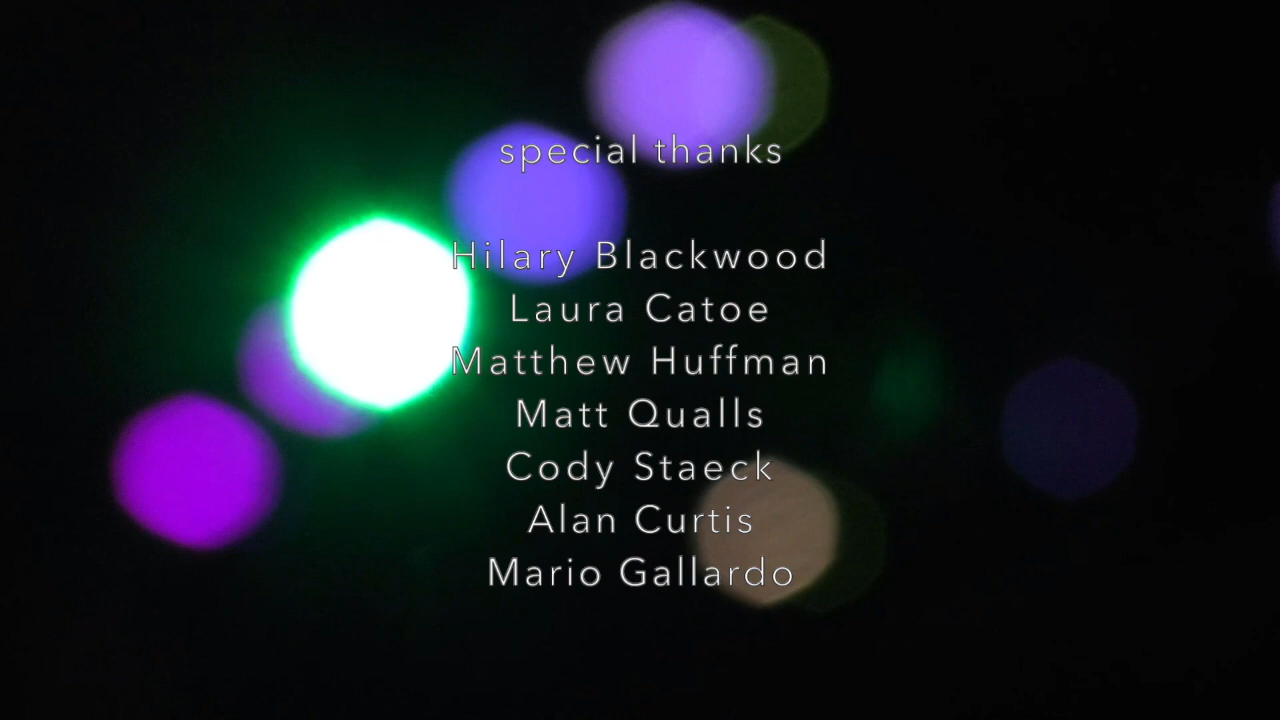 special thanks
Hilary Blackwood
Laura Catoe
Matthew Huffman
Matt Qualls
Cody Staeck
Alan Curtis
Mario Gallardo